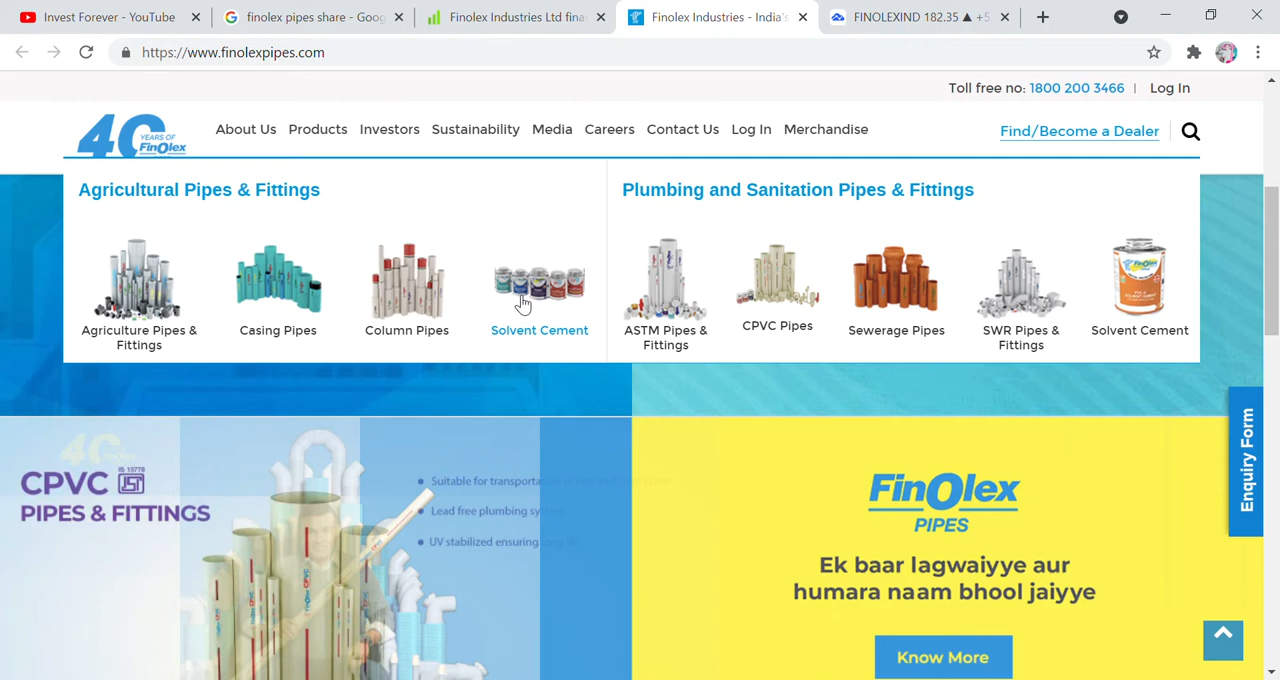 Invest Forever - YouTube
finolex pipes share - Goog
Finolex Industries Ltd fina
Finolex Industries - India's
FINOLEXIND 182.35 ▲ +5
https://www.finolexpipes.com
Toll free no: 1800 200 3466 | Log In
40 YEARS OF FinOlex
About Us Products Investors Sustainability Media Careers Contact Us Log In Merchandise
Find/Become a Dealer
Agricultural Pipes & Fittings
Plumbing and Sanitation Pipes & Fittings
Agriculture Pipes & Fittings
Casing Pipes
Column Pipes
Solvent Cement
ASTM Pipes & Fittings
CPVC Pipes
Sewerage Pipes
SWR Pipes & Fittings
Solvent Cement
Enquiry Form
CPVC
IS 15778
PIPES & FITTINGS
Suitable for transportation
Lead free plumbing
UV stabilized ensuring
FinOlex
PIPES
Ek baar lagwaiyye aur
humara naam bhool jaiyye
Know More